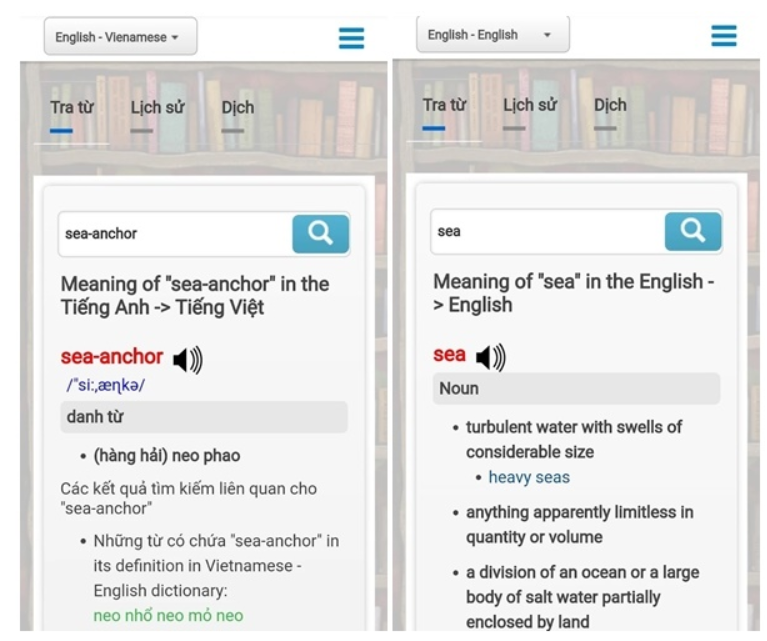 English - Vienamese
Tra từ Lịch sử Dịch
sea-anchor
Meaning of "sea-anchor" in the
Tiếng Anh -> Tiếng Việt
sea-anchor
/'si:,æɳkə/
danh từ
• (hàng hải) neo phao
Các kết quả tìm kiếm liên quan cho
"sea-anchor"
• Những từ có chứa "sea-anchor" in
its definition in Vietnamese -
English dictionary:
neo nhổ neo mỏ neo
English - English
Tra từ Lịch sử Dịch
sea
Meaning of "sea" in the English -
> English
sea
Noun
• turbulent water with swells of
considerable size
• heavy seas
• anything apparently limitless in
quantity or volume
• a division of an ocean or a large
body of salt water partially
enclosed by land